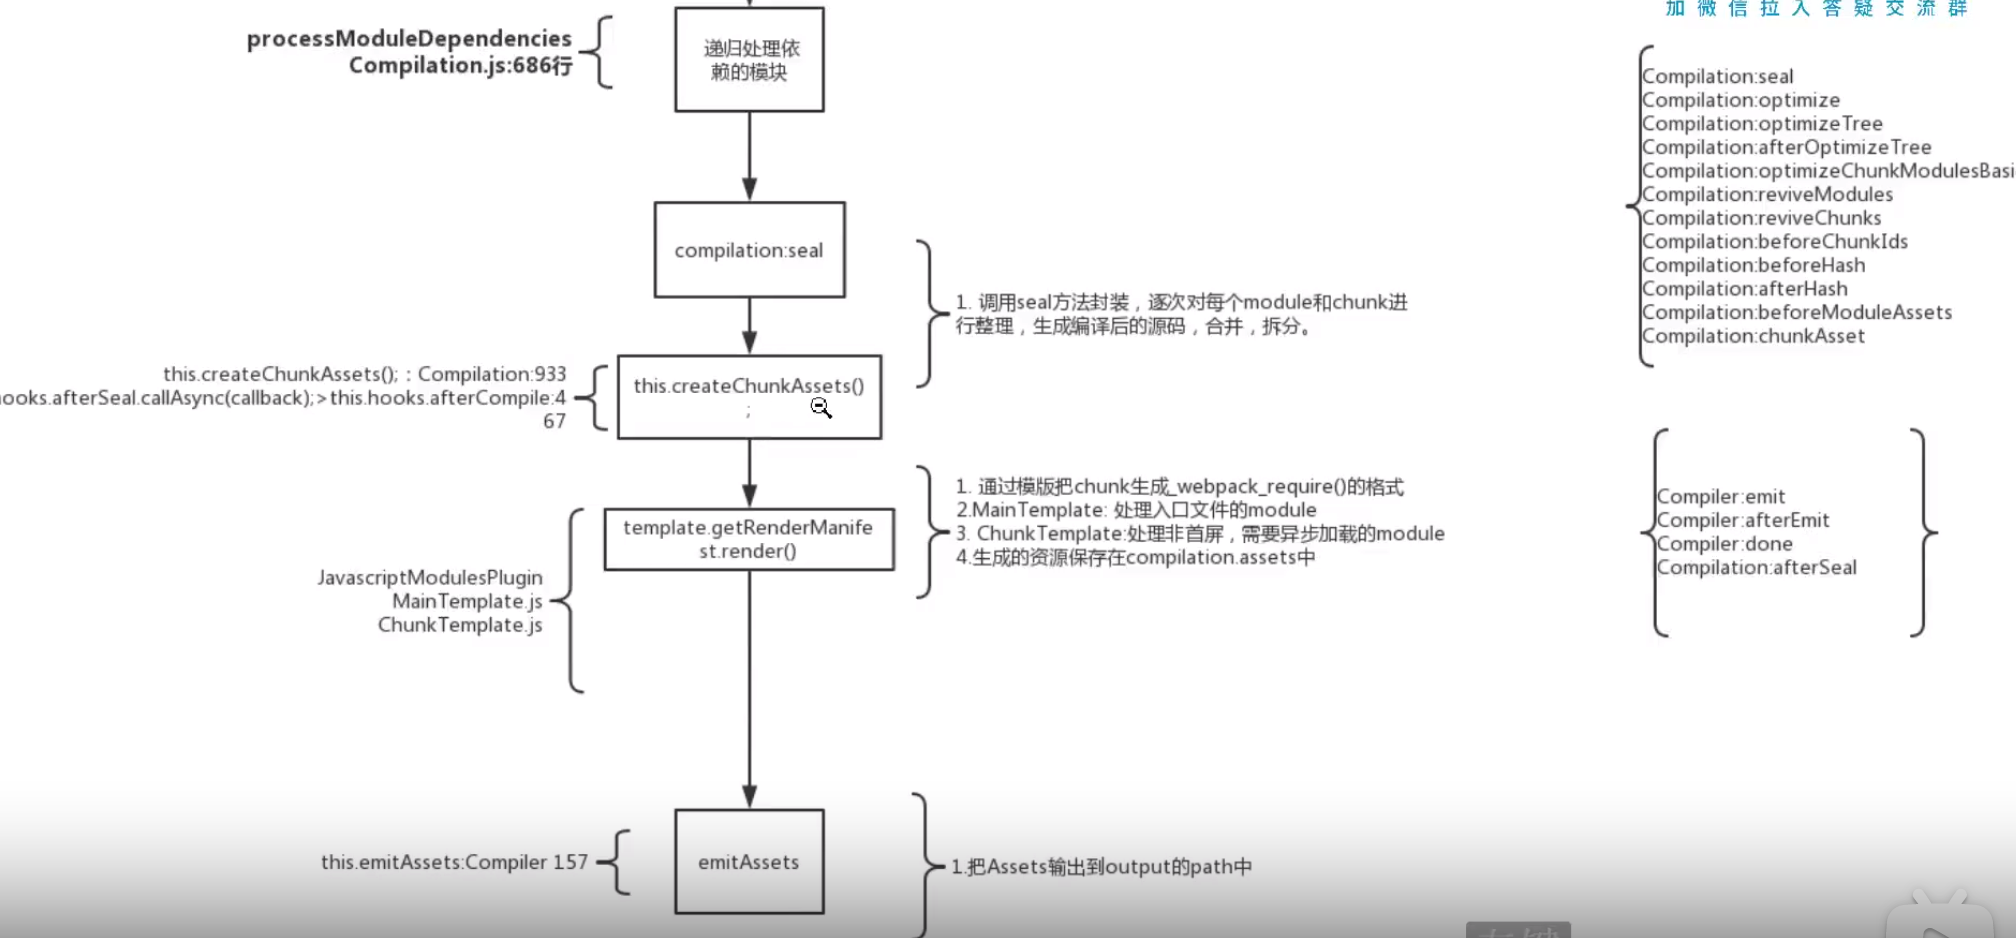 加微信拉入答疑交流群
processModuleDependencies
Compilation.js:686行
递归处理依
赖的模块
compilation:seal
1. 调用seal方法封装，逐次对每个module和chunk进
行整理，生成编译后的源码，合并，拆分。
this.createChunkAssets(); : Compilation:933
ooks.afterSeal.callAsync(callback);>this.hooks.afterCompile:4
67
this.createChunkAssets()
;
1. 通过模版把chunk生成_webpack_require()的格式
2.MainTemplate: 处理入口文件的module
3. ChunkTemplate:处理非首屏，需要异步加载的module
4.生成的资源保存在compilation.assets中
template.getRenderManife
st.render()
JavascriptModulesPlugin
MainTemplate.js
ChunkTemplate.js
this.emitAssets:Compiler 157
emitAssets
1.把Assets输出到output的path中
Compilation:seal
Compilation:optimize
Compilation:optimizeTree
Compilation:afterOptimizeTree
Compilation:optimizeChunkModulesBasi
Compilation:reviveModules
Compilation:reviveChunks
Compilation:beforeChunkIds
Compilation:beforeHash
Compilation:afterHash
Compilation:beforeModuleAssets
Compilation:chunkAsset
Compiler:emit
Compiler:afterEmit
Compiler:done
Compilation:afterSeal